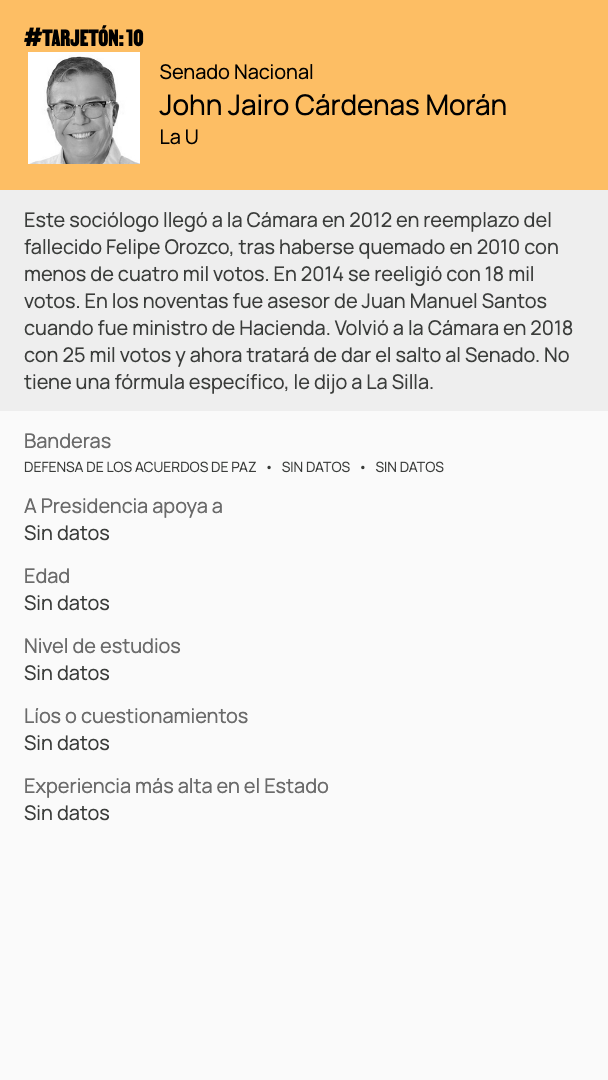 #TARJETÓN: 10
Senado Nacional
John Jairo Cárdenas Morán
La U
Este sociólogo llegó a la Cámara en 2012 en reemplazo del
fallecido Felipe Orozco, tras haberse quemado en 2010 con
menos de cuatro mil votos. En 2014 se reeligió con 18 mil
votos. En los noventas fue asesor de Juan Manuel Santos
cuando fue ministro de Hacienda. Volvió a la Cámara en 2018
con 25 mil votos y ahora tratará de dar el salto al Senado. No
tiene una fórmula específico, le dijo a La Silla.
Banderas
DEFENSA DE LOS ACUERDOS DE PAZ • SIN DATOS • SIN DATOS
A Presidencia apoya a
Sin datos
Edad
Sin datos
Nivel de estudios
Sin datos
Líos o cuestionamientos
Sin datos
Experiencia más alta en el Estado
Sin datos